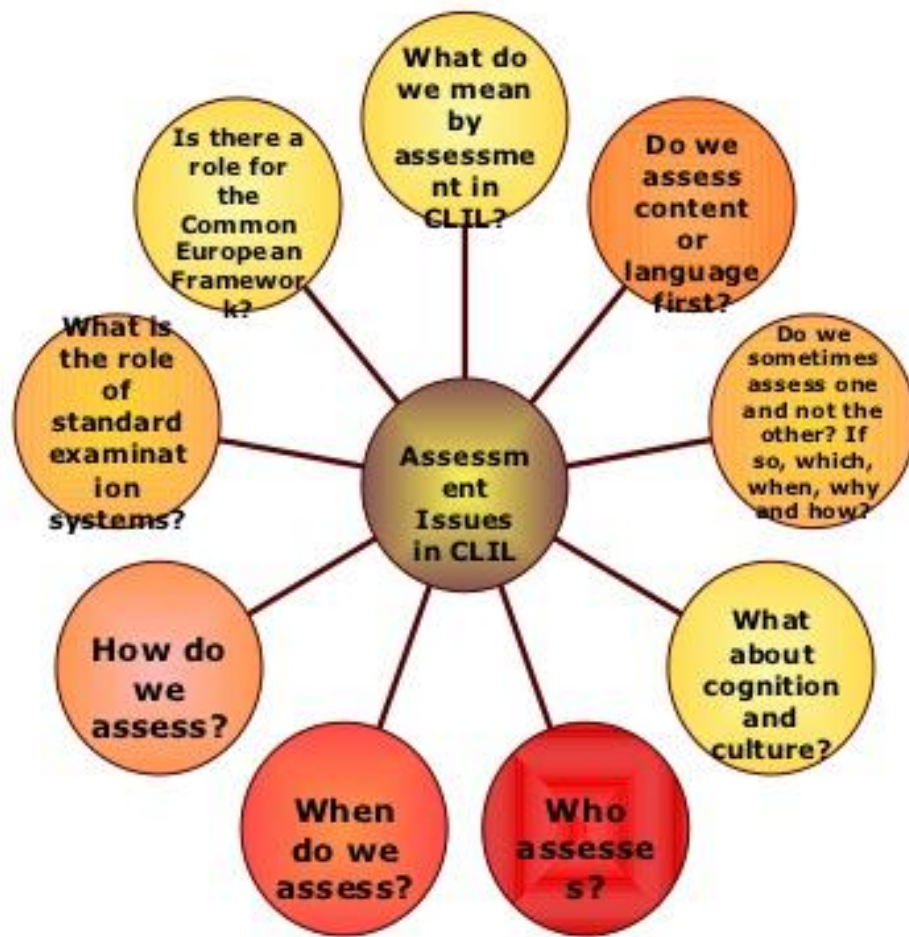 What do
we mean
by
assessme
nt in
CLIL?
Do we
assess
content
or
language
first?
Do we
sometimes
assess one
and not the
other? If
so, which,
when, why
and how?
What
about
cognition
and
culture?
Who
assesse
s?
When
do we
assess?
How do
we
assess?
What is
the role
of
standard
examinat
ion
systems?
Is there a
role for
the
Common
European
Framewor
k?
Assessm
ent
Issues
in CLIL